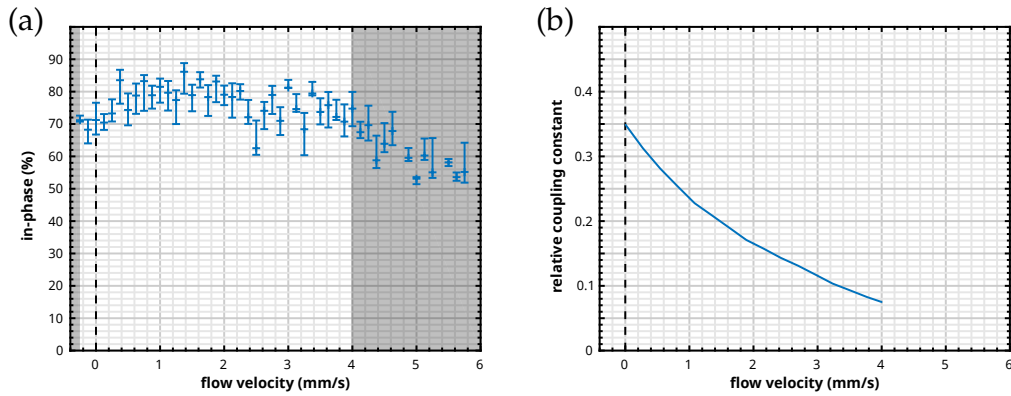 (a)
in-phase (%)
90
80
70
60
50
40
30
20
10
0
0 1 2 3 4 5 6
flow velocity (mm/s)
(b)
relative coupling constant
0.4
0.3
0.2
0.1
0
0 1 2 3 4 5 6
flow velocity (mm/s)